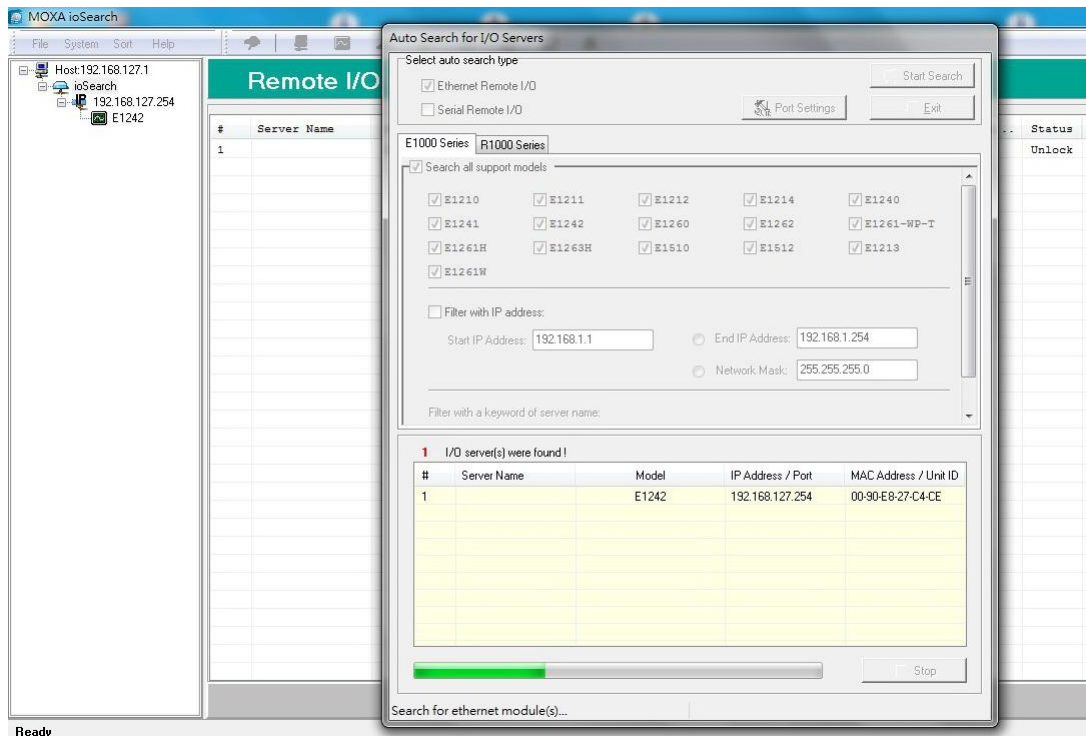 MOXA ioSearch
File System Sort Help
Host:192.168.127.1
ioSearch
192.168.127.254
E1242
Remote I/O
# Server Name .. Status
1 Unlock
Auto Search for I/O Servers
Select auto search type
Ethernet Remote I/O
Serial Remote I/O
Port Settings
Start Search
Exit
E1000 Series R1000 Series
Search all support models
E1210 E1211 E1212 E1214 E1240
E1241 E1242 E1260 E1262 E1261-WP-T
E1261H E1263H E1510 E1512 E1213
E1261W
Filter with IP address:
Start IP Address: 192.168.1.1 End IP Address: 192.168.1.254
Network Mask: 255.255.255.0
Filter with a keyword of server name:
1 I/O server(s) were found !
# Server Name Model IP Address / Port MAC Address / Unit ID
1 E1242 192.168.127.254 00-90-E8-27-C4-CE
Stop
Search for ethernet module(s)...
Ready